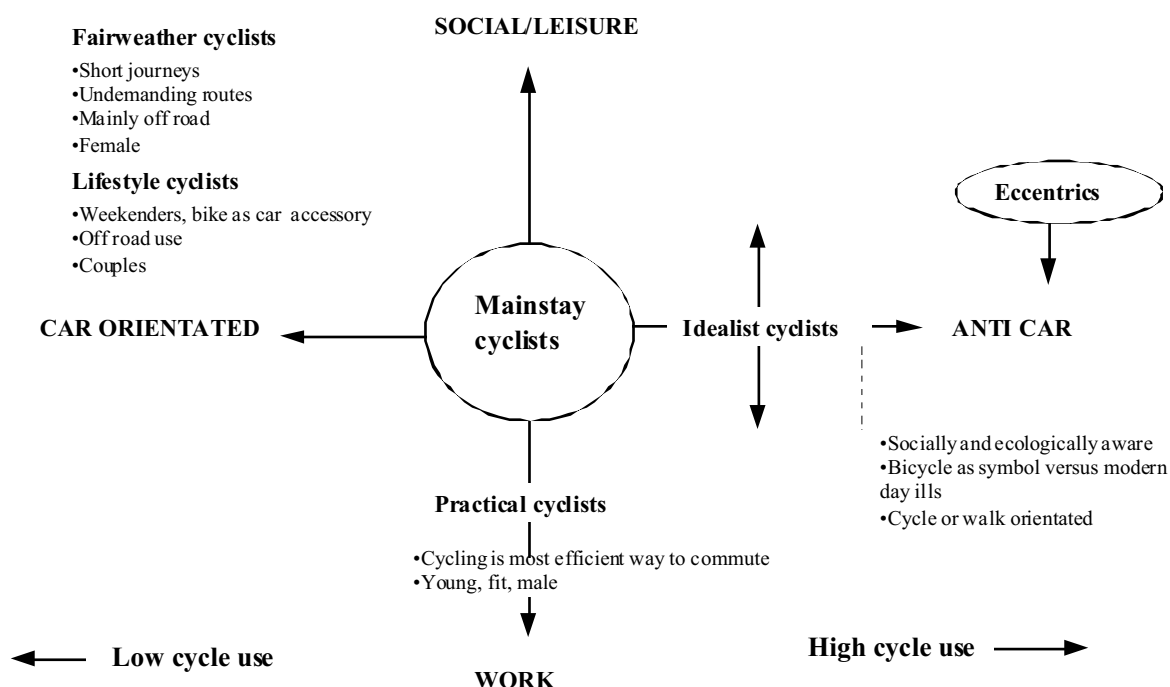 SOCIAL/LEISURE
Fairweather cyclists
•Short journeys
•Undemanding routes
•Mainly off road
•Female
Lifestyle cyclists
•Weekenders, bike as car accessory
•Off road use
•Couples
Eccentrics
Mainstay
cyclists
CAR ORIENTATED
Idealist cyclists
ANTI CAR
•Socially and ecologically aware
•Bicycle as symbol versus modern
day ills
•Cycle or walk orientated
Practical cyclists
•Cycling is most efficient way to commute
•Young, fit, male
Low cycle use
High cycle use
WORK